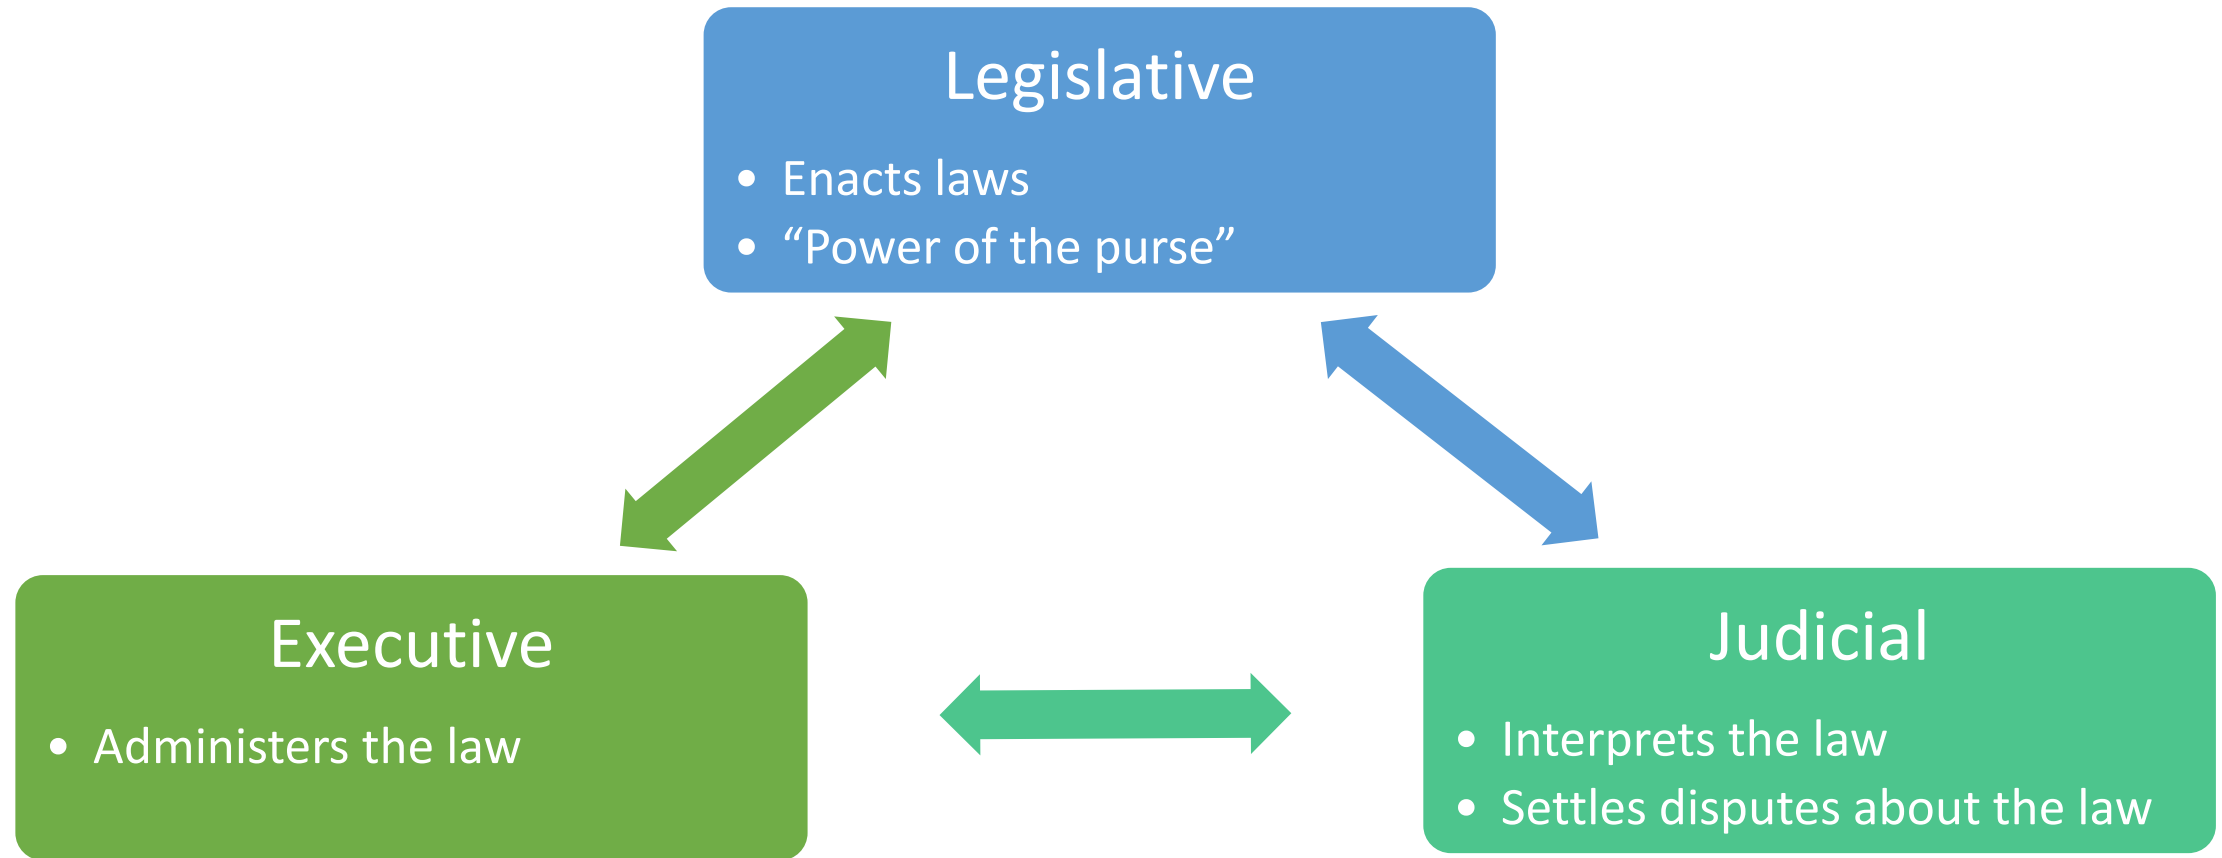 Legislative
• Enacts laws
• “Power of the purse”
Executive
• Administers the law
Judicial
• Interprets the law
• Settles disputes about the law